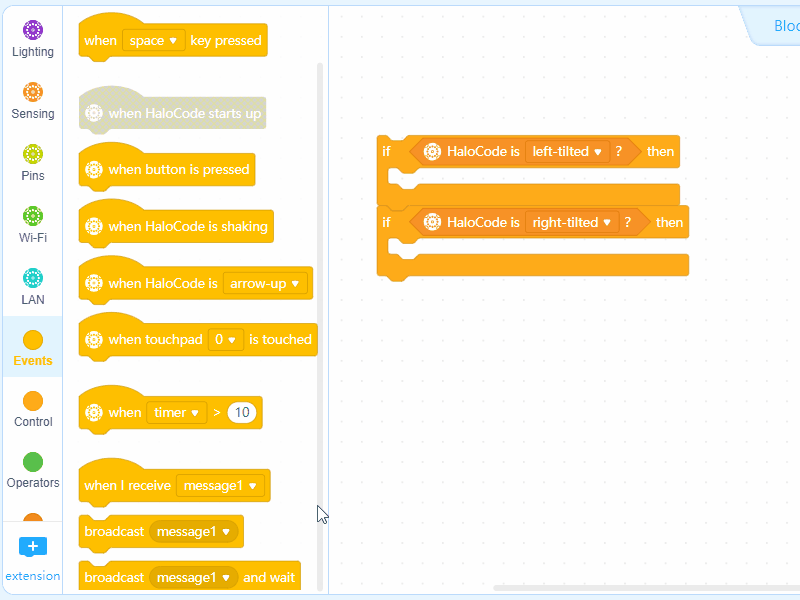 Lighting
Sensing
Pins
Wi-Fi
LAN
Events
Control
Operators
+
extension
when space ▼ key pressed
when HaloCode starts up
when button is pressed
when HaloCode is shaking
when HaloCode is arrow-up ▼
when touchpad 0 ▼ is touched
when timer ▼ > 10
when I receive message1 ▼
broadcast message1 ▼
broadcast message1 ▼ and wait
if HaloCode is left-tilted ▼ ? then
if HaloCode is right-tilted ▼ ? then